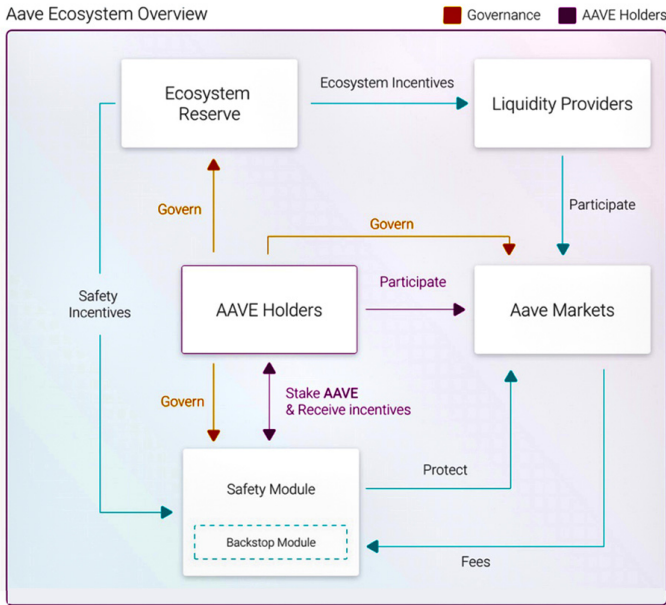 Aave Ecosystem Overview
Governance
AAVE Holders
Ecosystem
Reserve
Ecosystem Incentives
Liquidity Providers
Govern
Govern
Participate
Safety
Incentives
AAVE Holders
Participate
Aave Markets
Govern
Stake AAVE
& Receive incentives
Safety Module
Protect
Backstop Module
Fees